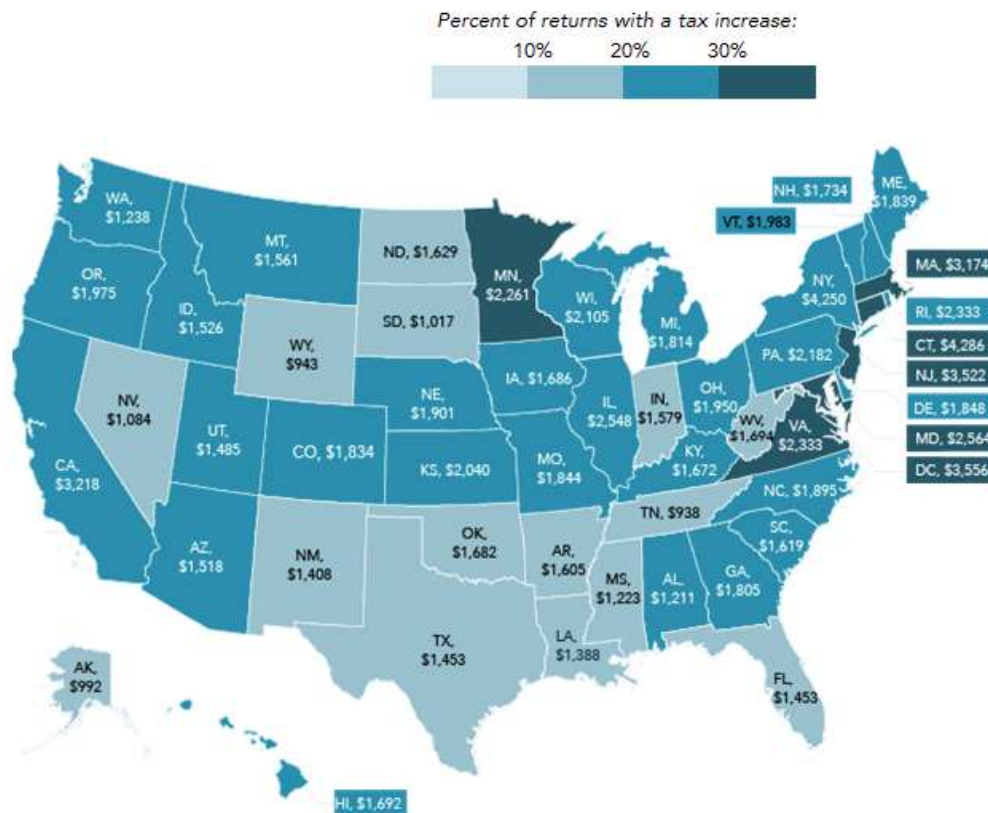 Percent of returns with a tax increase:
10% 20% 30%
WA,
$1,238
OR,
$1,975
CA,
$3,218
NV,
$1,084
ID,
$1,526
MT,
$1,561
WY,
$943
UT,
$1,485
AZ,
$1,518
CO, $1,834
NM,
$1,408
ND, $1,629
SD, $1,017
NE,
$1,901
KS, $2,040
OK,
$1,682
TX,
$1,453
MN,
$2,261
IA, $1,686
MO,
$1,844
AR,
$1,605
LA,
$1,388
WI,
$2,105
IL,
$2,548
MI,
$1,814
IN,
$1,579
OH,
$1,950
KY,
$1,672
TN, $938
MS,
$1,223
AL,
$1,211
GA,
$1,805
FL,
$1,453
SC,
$1,619
NC, $1,895
VA,
$2,333
WV,
$1,694
PA, $2,182
NY,
$4,250
VT, $1,983
NH, $1,734
ME,
$1,839
MA, $3,174
RI, $2,333
CT, $4,286
NJ, $3,522
DE, $1,848
MD, $2,564
DC, $3,556
AK,
$992
HI, $1,692